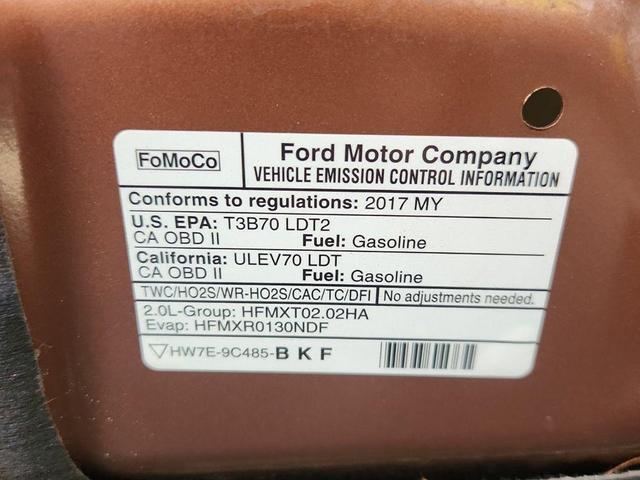 FoMoCo
Ford Motor Company
VEHICLE EMISSION CONTROL INFORMATION
Conforms to regulations: 2017 MY
U.S. EPA: T3B70 LDT2
CA OBD II Fuel: Gasoline
California: ULEV70 LDT
CA OBD II Fuel: Gasoline
TWC/HO2S/WR-HO2S/CAC/TC/DFI No adjustments needed.
2.0L-Group: HFMXT02.02HA
Evap: HFMXR0130NDF
HW7E-9C485-B K F